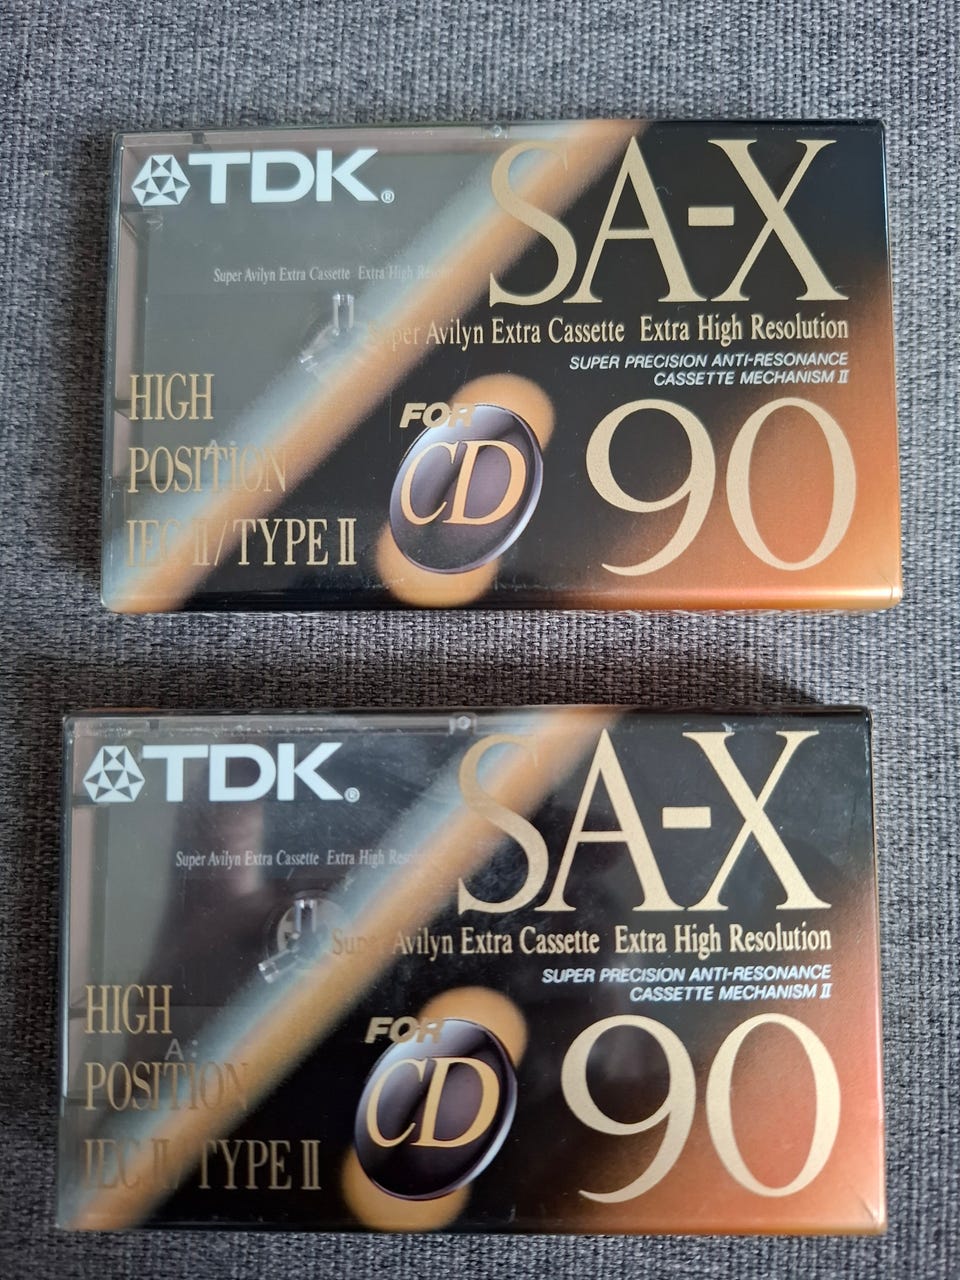 TDK®
SA-X
Super Avilyn Extra Cassette Extra High
Super Avilyn Extra Cassette Extra High Resolution
SUPER PRECISION ANTI-RESONANCE
CASSETTE MECHANISM II
HIGH
POSITION
IEC II/TYPE II
FOR
CD
90
TDK®
SA-X
Super Avilyn Extra Cassette Extra High
Super Avilyn Extra Cassette Extra High Resolution
SUPER PRECISION ANTI-RESONANCE
CASSETTE MECHANISM II
HIGH
A:
POSITION
IEC II/TYPE II
FOR
CD
90